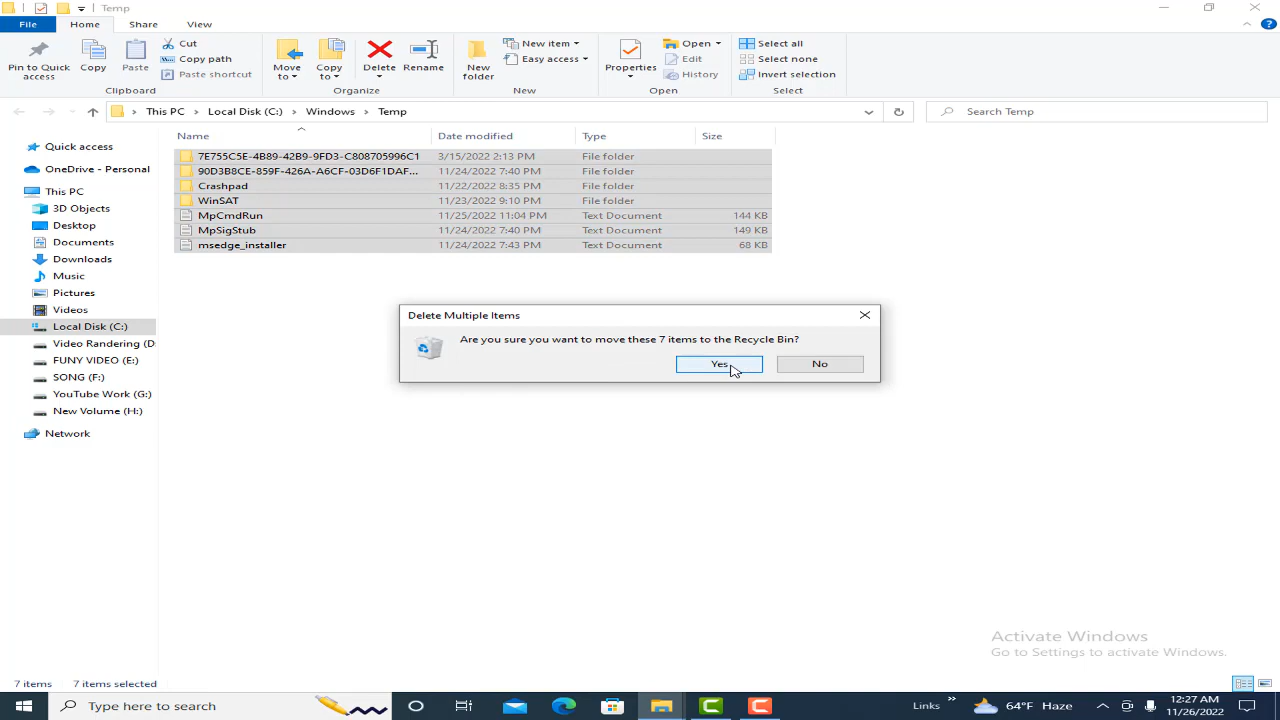 Temp
File
Home
Share
View
Pin to Quick access
Copy
Paste
Cut
Copy path
Paste shortcut
Clipboard
Move to
Copy to
Delete
Rename
Organize
New folder
New item
Easy access
New
Properties
Open
Edit
History
Open
Select all
Select none
Invert selection
Select
This PC
Local Disk (C:)
Windows
Temp
Search Temp
Name
Date modified
Type
Size
Quick access
OneDrive - Personal
This PC
3D Objects
Desktop
Documents
Downloads
Music
Pictures
Videos
Local Disk (C:)
Video Randering (D:
FUNY VIDEO (E:)
SONG (F:)
YouTube Work (G:)
New Volume (H:)
Network
7E755C5E-4B89-42B9-9FD3-C808705996C1 3/15/2022 2:13 PM File folder
90D3B8CE-859F-426A-A6CF-03D6F1DAF... 11/24/2022 7:40 PM File folder
Crashpad 11/22/2022 8:35 PM File folder
WinSAT 11/23/2022 9:10 PM File folder
MpCmdRun 11/25/2022 11:04 PM Text Document 144 KB
MpSigStub 11/24/2022 7:40 PM Text Document 149 KB
msedge_installer 11/24/2022 7:43 PM Text Document 68 KB
Delete Multiple Items
Are you sure you want to move these 7 items to the Recycle Bin?
Yes
No
Activate Windows
Go to Settings to activate Windows.
7 items
7 items selected
Type here to search
Links
64°F Haze
12:27 AM
11/26/2022